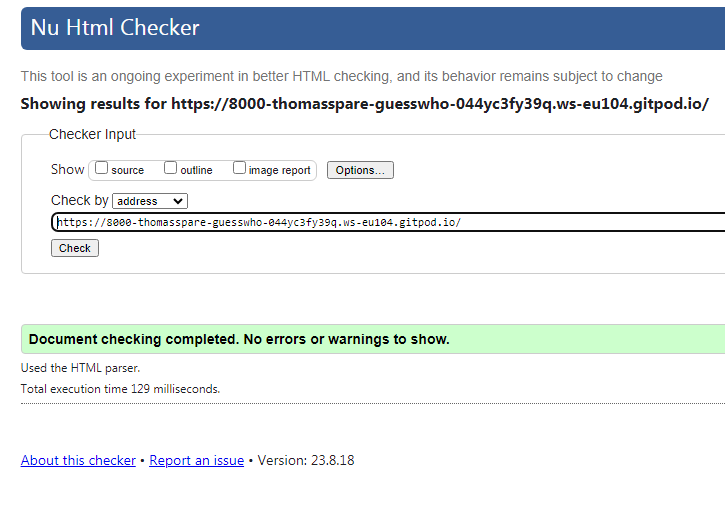 Nu Html Checker
This tool is an ongoing experiment in better HTML checking, and its behavior remains subject to change
Showing results for https://8000-thomasspare-guesswho-044yc3fy39q.ws-eu104.gitpod.io/
Checker Input
Show source outline image report Options...
Check by address
https://8000-thomasspare-guesswho-044yc3fy39q.ws-eu104.gitpod.io/
Check
Document checking completed. No errors or warnings to show.
Used the HTML parser.
Total execution time 129 milliseconds.
About this checker • Report an issue • Version: 23.8.18